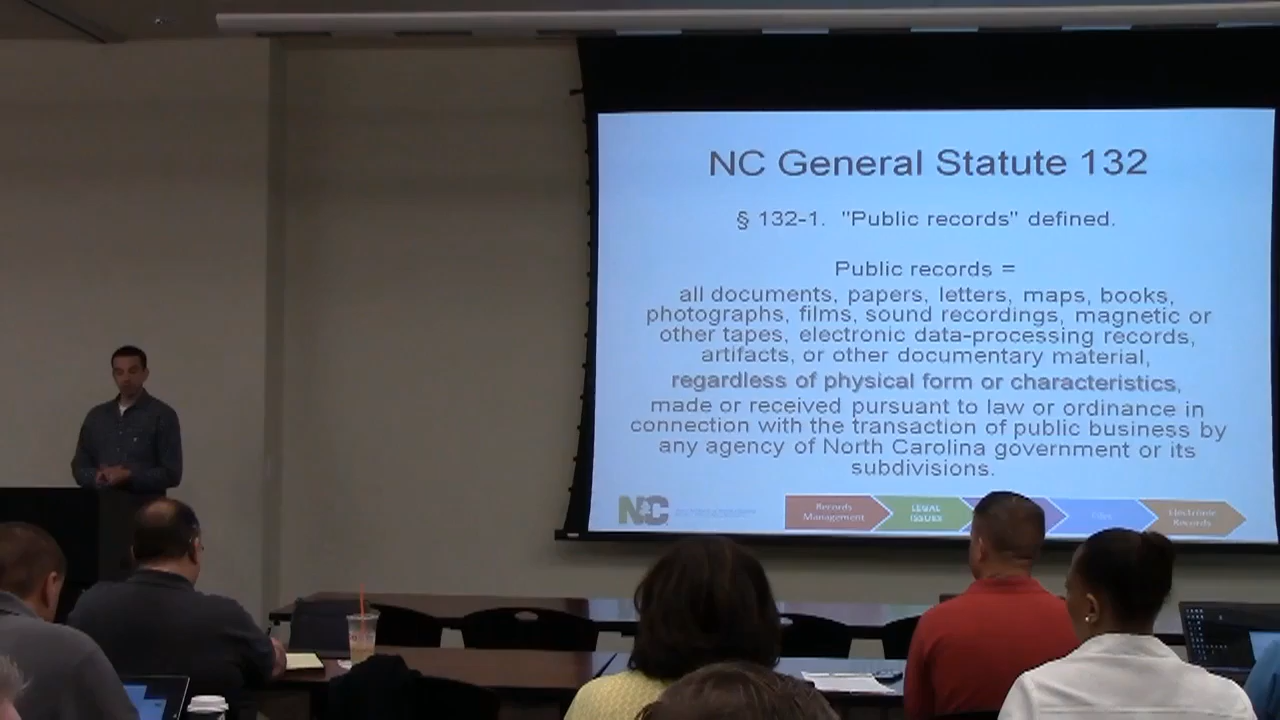 NC General Statute 132
§ 132-1. "Public records" defined.
Public records =
all documents, papers, letters, maps, books,
photographs, films, sound recordings, magnetic or
other tapes, electronic data-processing records,
artifacts, or other documentary material,
regardless of physical form or characteristics,
made or received pursuant to law or ordinance in
connection with the transaction of public business by
any agency of North Carolina government or its
subdivisions.
NC
Records
Management
LEGAL
ISSUES
Files
Electronic
Records